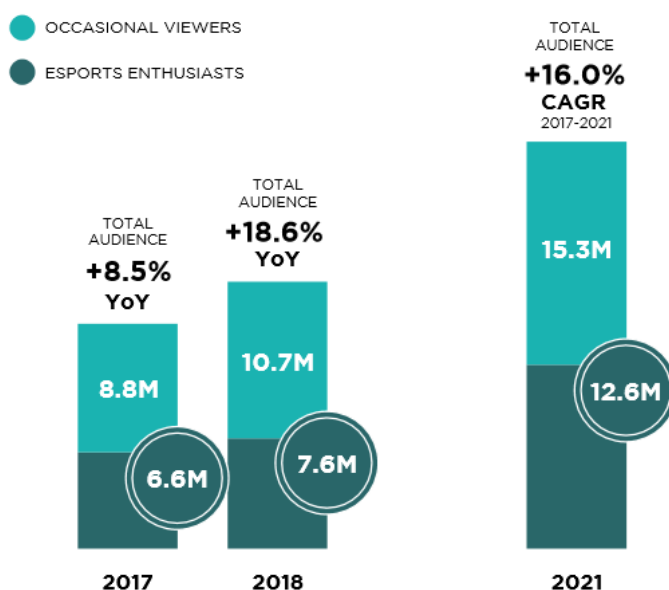 OCCASIONAL VIEWERS
ESPORTS ENTHUSIASTS
TOTAL
AUDIENCE
+8.5%
YoY
8.8M
6.6M
2017
TOTAL
AUDIENCE
+18.6%
YoY
10.7M
7.6M
2018
TOTAL
AUDIENCE
+16.0%
CAGR
2017-2021
15.3M
12.6M
2021